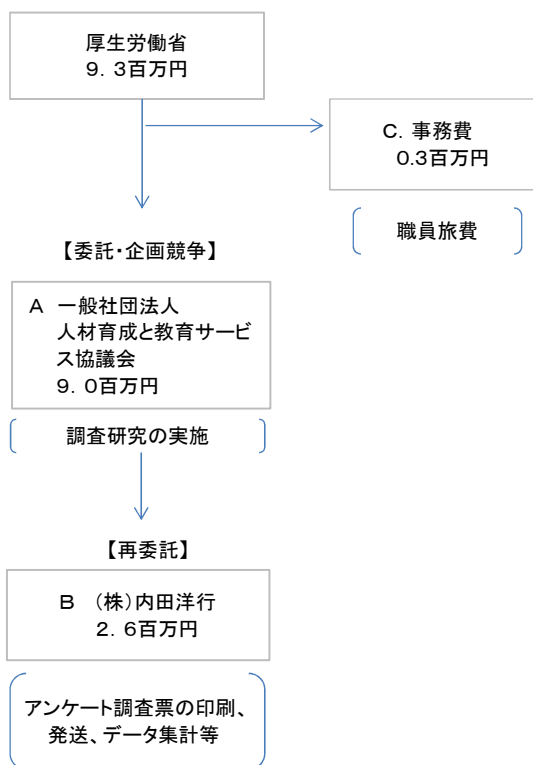 厚生労働省
9．3百万円
C．事務費
0.3百万円
職員旅費
【委託・企画競争】
A　一般社団法人
人材育成と教育サービ
ス協議会
9．0百万円
調査研究の実施
【再委託】
B　（株）内田洋行
2．6百万円
アンケート調査票の印刷、
発送、データ集計等